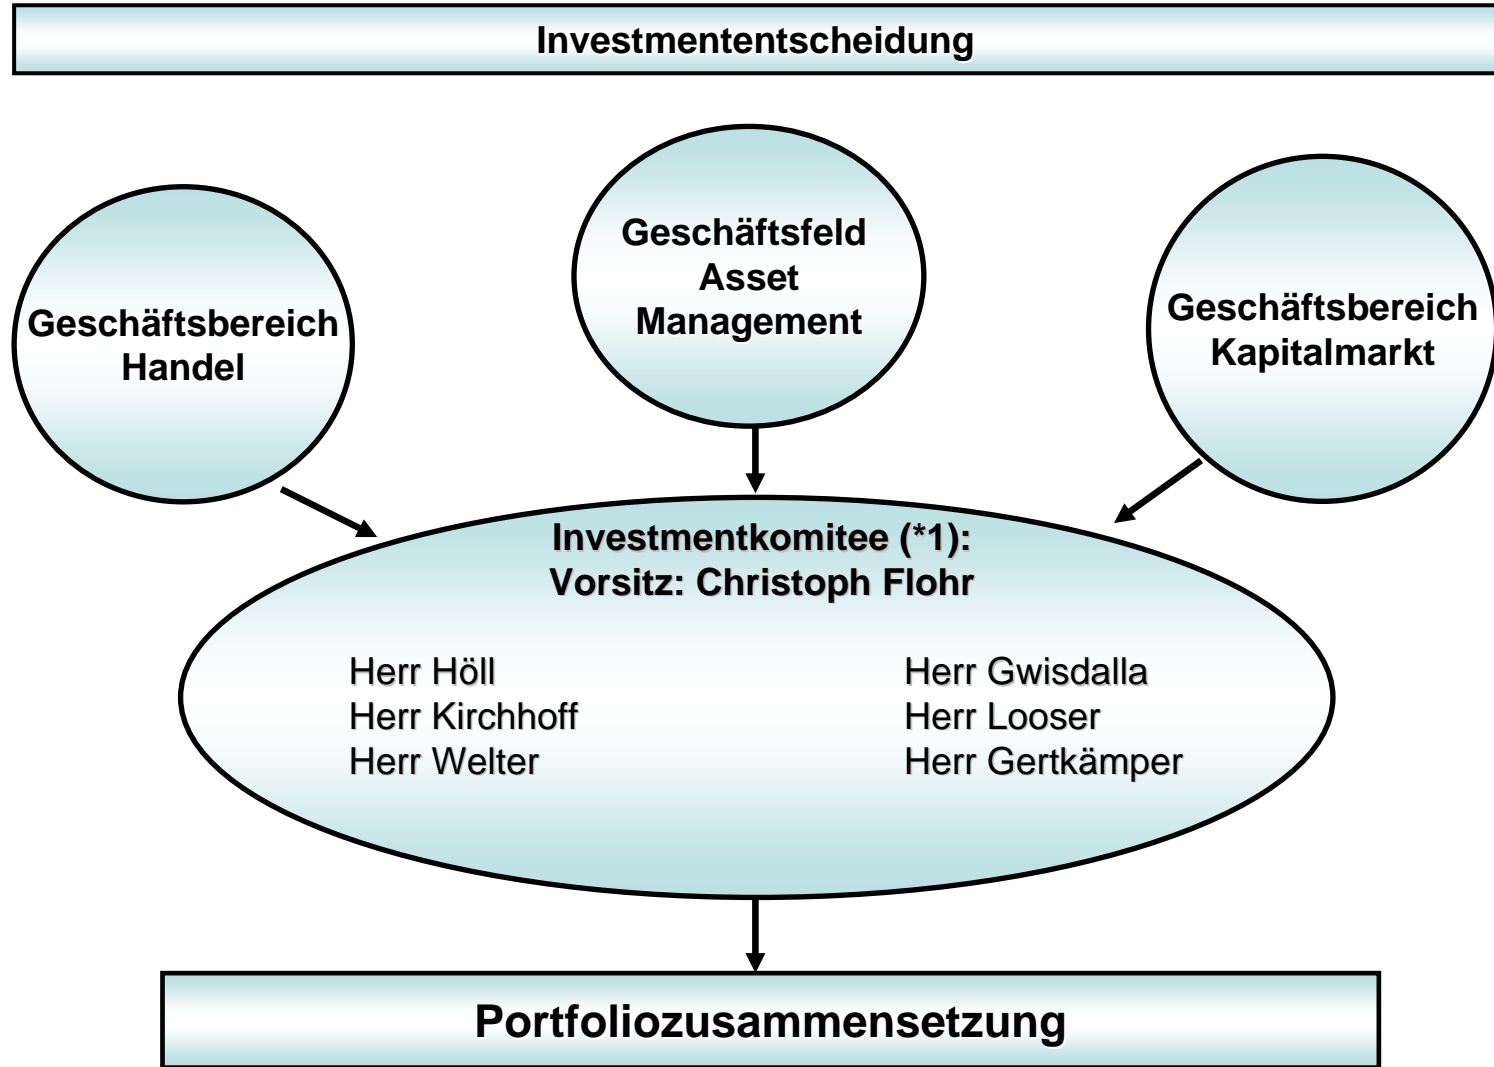 Investmententscheidung
Geschäftsbereich
Handel
Geschäftsfeld
Asset
Management
Geschäftsbereich
Kapitalmarkt
Investmentkomitee (*1):
Vorsitz: Christoph Flohr
Herr Höll
Herr Kirchhoff
Herr Welter
Herr Gwisdalla
Herr Looser
Herr Gertkämper
Portfoliozusammensetzung